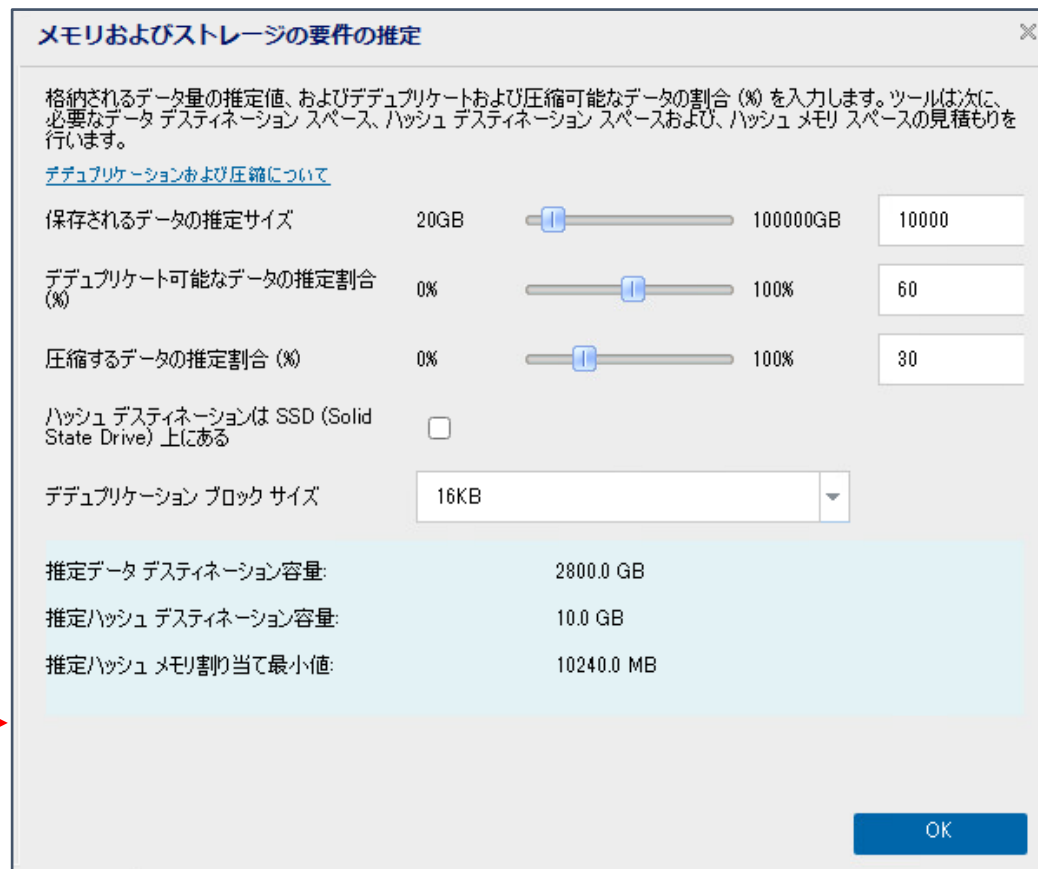 メモリおよびストレージの要件の推定
格納されるデータ量の推定値、およびデデュプリケートおよび圧縮可能なデータの割合 (%) を入力します。ツールは次に、
必要なデータ デスティネーション スペース、ハッシュ デスティネーション スペースおよび、ハッシュ メモリ スペースの見積もりを
行います。
デデュプリケーションおよび圧縮について
保存されるデータの推定サイズ 20GB 100000GB 10000
デデュプリケート可能なデータの推定割合
(%) 0% 100% 60
圧縮するデータの推定割合 (%) 0% 100% 30
ハッシュ デスティネーションは SSD (Solid
State Drive) 上にある
デデュプリケーション ブロック サイズ 16KB
推定データ デスティネーション容量: 2800.0 GB
推定ハッシュ デスティネーション容量: 10.0 GB
推定ハッシュ メモリ割り当て最小値: 10240.0 MB
OK